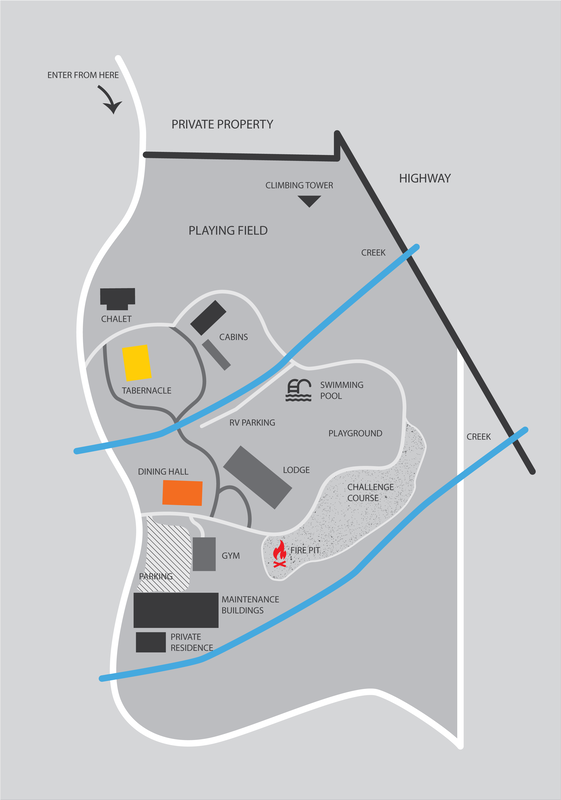 ENTER FROM HERE
PRIVATE PROPERTY
HIGHWAY
CLIMBING TOWER
PLAYING FIELD
CREEK
CHALET
CABINS
TABERNACLE
SWIMMING
POOL
RV PARKING
PLAYGROUND
CREEK
DINING HALL
LODGE
CHALLENGE
COURSE
GYM
FIRE PIT
PARKING
MAINTENANCE
BUILDINGS
PRIVATE
RESIDENCE